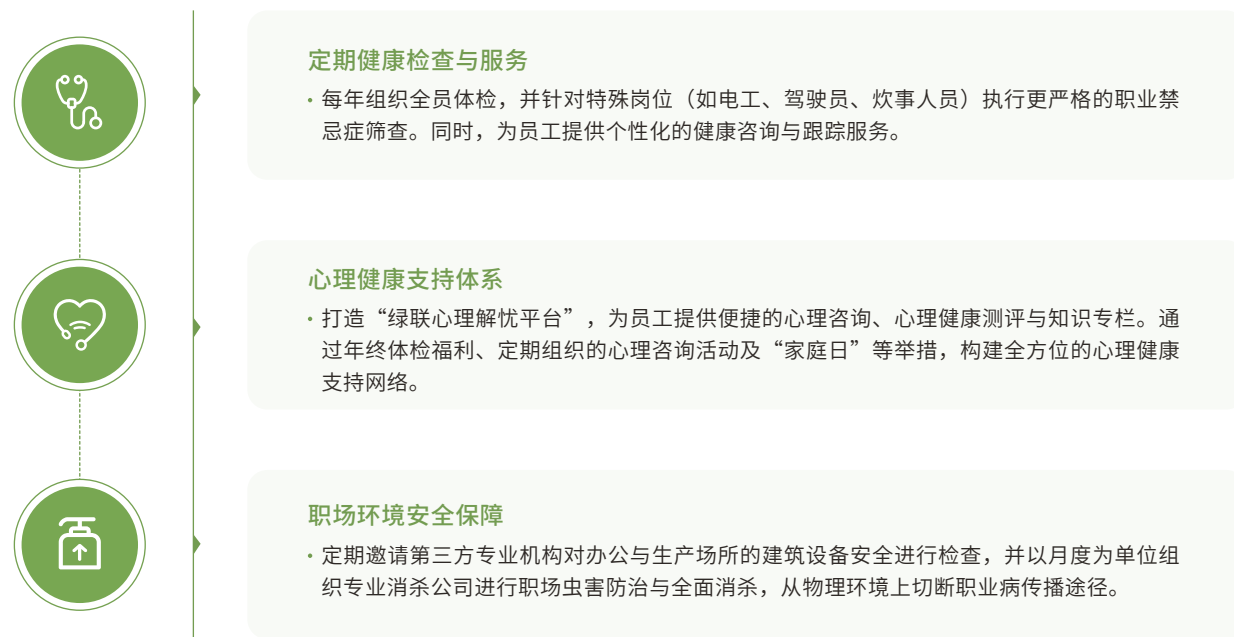 定期健康检查与服务
• 每年组织全员体检，并针对特殊岗位（如电工、驾驶员、炊事人员）执行更严格的职业禁
忌症筛查。同时，为员工提供个性化的健康咨询与跟踪服务。
心理健康支持体系
• 打造“绿联心理解忧平台”，为员工提供便捷的心理咨询、心理健康测评与知识专栏。通
过年终体检福利、定期组织的心理咨询活动及“家庭日”等举措，构建全方位的心理健康
支持网络。
职场环境安全保障
• 定期邀请第三方专业机构对办公与生产场所的建筑设备安全进行检查，并以月度为单位组
织专业消杀公司进行职场虫害防治与全面消杀，从物理环境上切断职业病传播途径。